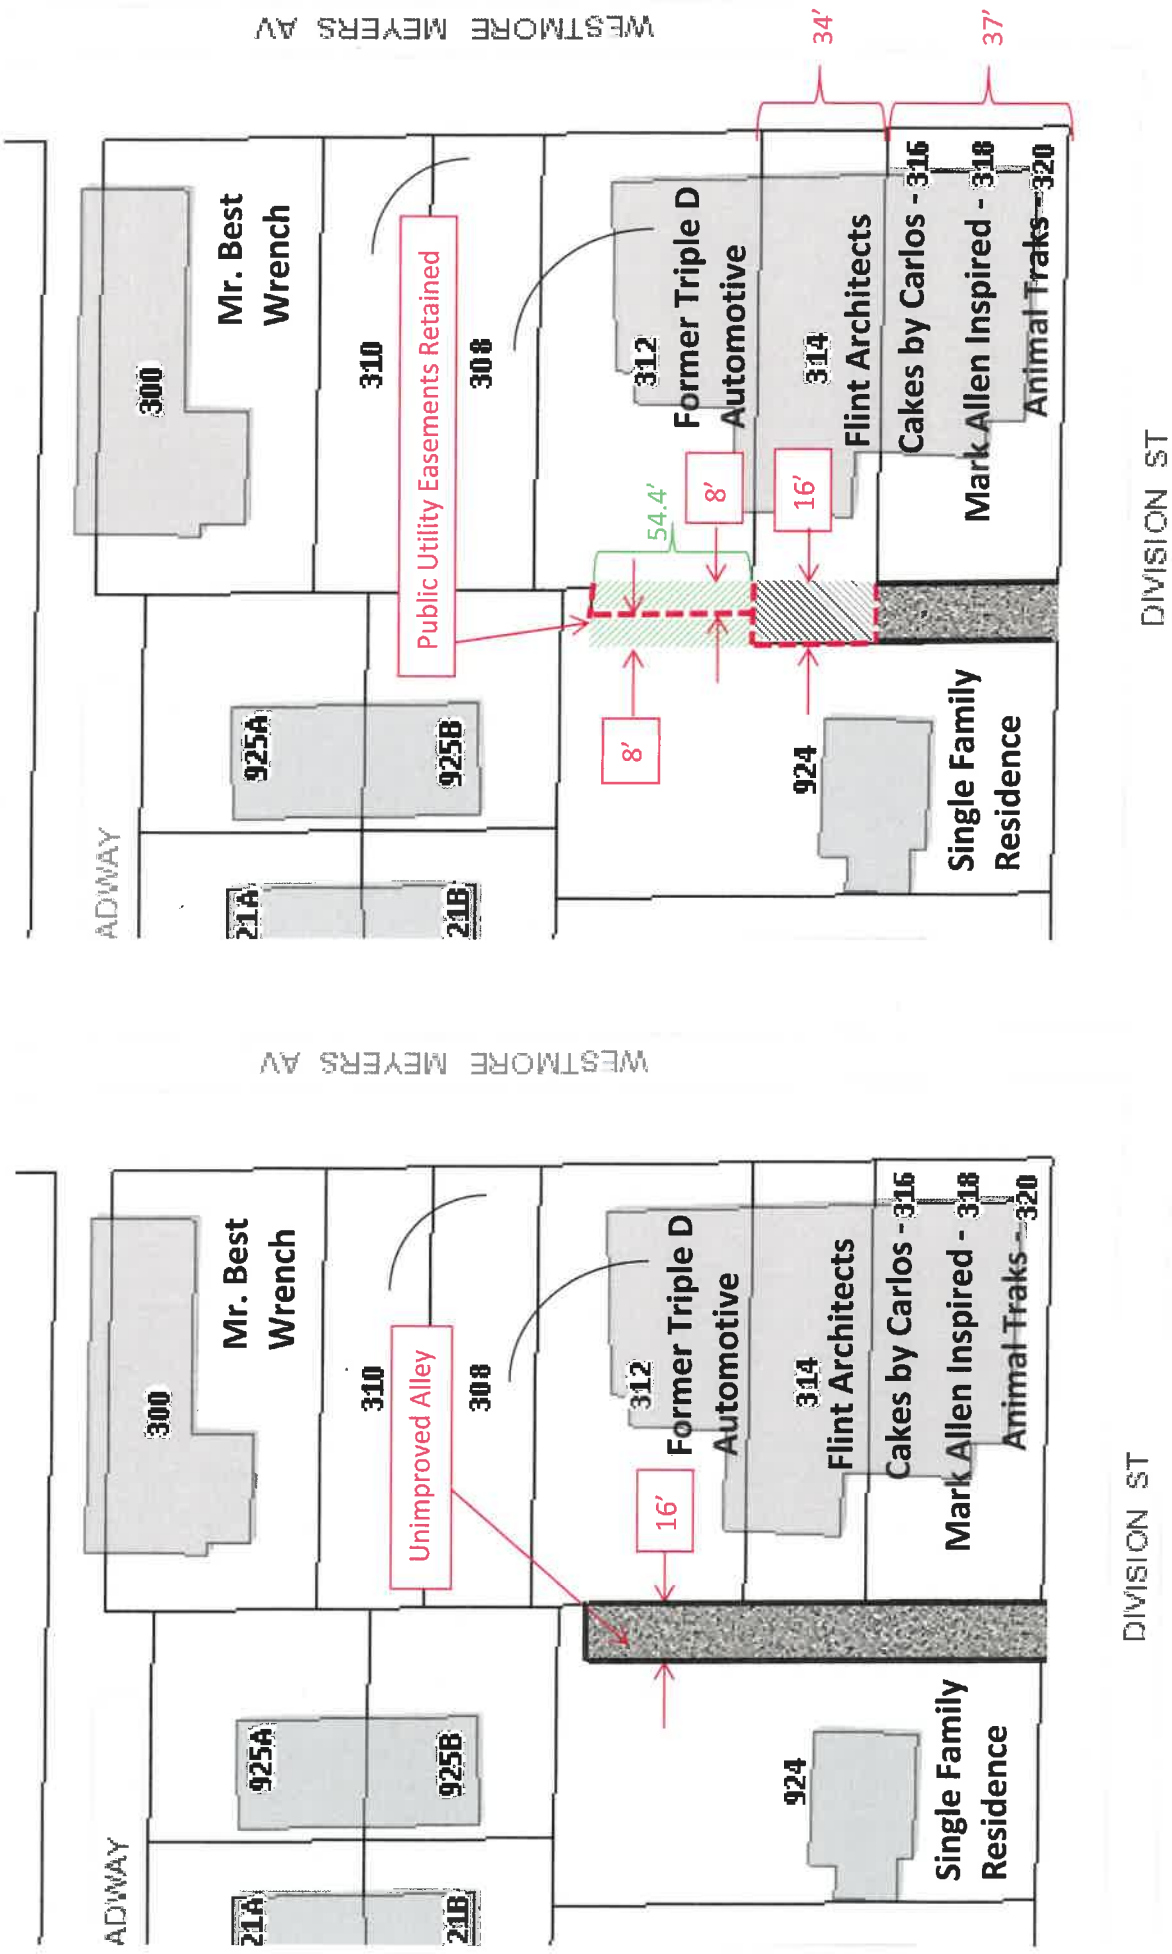 WESTMORE MEYERS AV
ADWAY
300
Mr. Best
Wrench
310
Unimproved Alley
308
925A
925B
21A
21B
16'
312
Former Triple D
Automotive
314
Flint Architects
Cakes by Carlos - 316
Mark Allen Inspired - 318
Animal Traks - 320
924
Single Family
Residence
DIVISION ST
WESTMORE MEYERS AV
ADWAY
300
Mr. Best
Wrench
310
Public Utility Easements Retained
308
925A
925B
21A
21B
54.4'
8'
8'
16'
34'
37'
312
Former Triple D
Automotive
314
Flint Architects
Cakes by Carlos - 316
Mark Allen Inspired - 318
Animal Traks - 320
924
Single Family
Residence
DIVISION ST